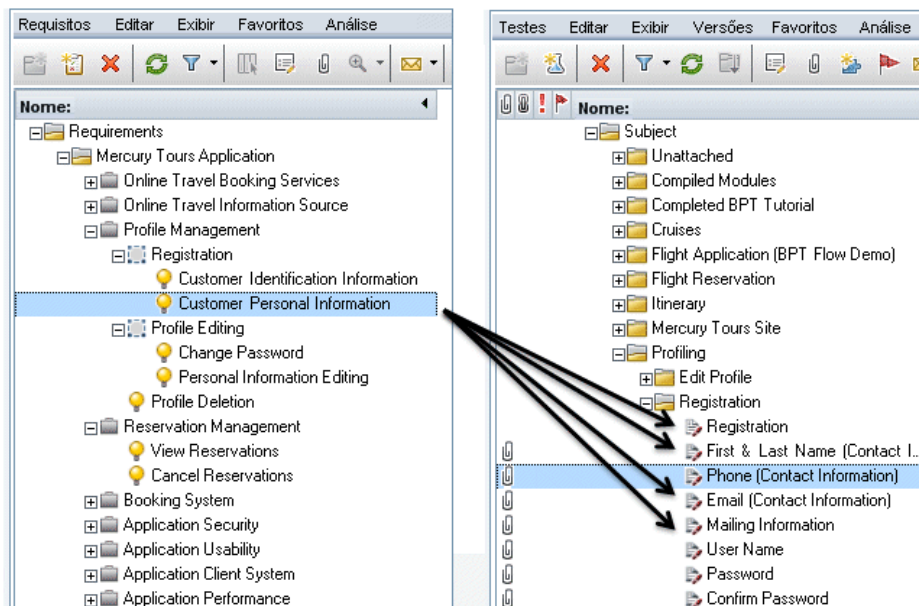 Requisitos Editar Exibir Favoritos Análise
Nome:
Requirements
Mercury Tours Application
Online Travel Booking Services
Online Travel Information Source
Profile Management
Registration
Customer Identification Information
Customer Personal Information
Profile Editing
Change Password
Personal Information Editing
Profile Deletion
Reservation Management
View Reservations
Cancel Reservations
Booking System
Application Security
Application Usability
Application Client System
Application Performance
Testes Editar Exibir Versões Favoritos Análise
Nome:
Subject
Unattached
Compiled Modules
Completed BPT Tutorial
Cruises
Flight Application (BPT Flow Demo)
Flight Reservation
Itinerary
Mercury Tours Site
Profiling
Edit Profile
Registration
Registration
First & Last Name (Contact I...
Phone (Contact Information)
Email (Contact Information)
Mailing Information
User Name
Password
Confirm Password